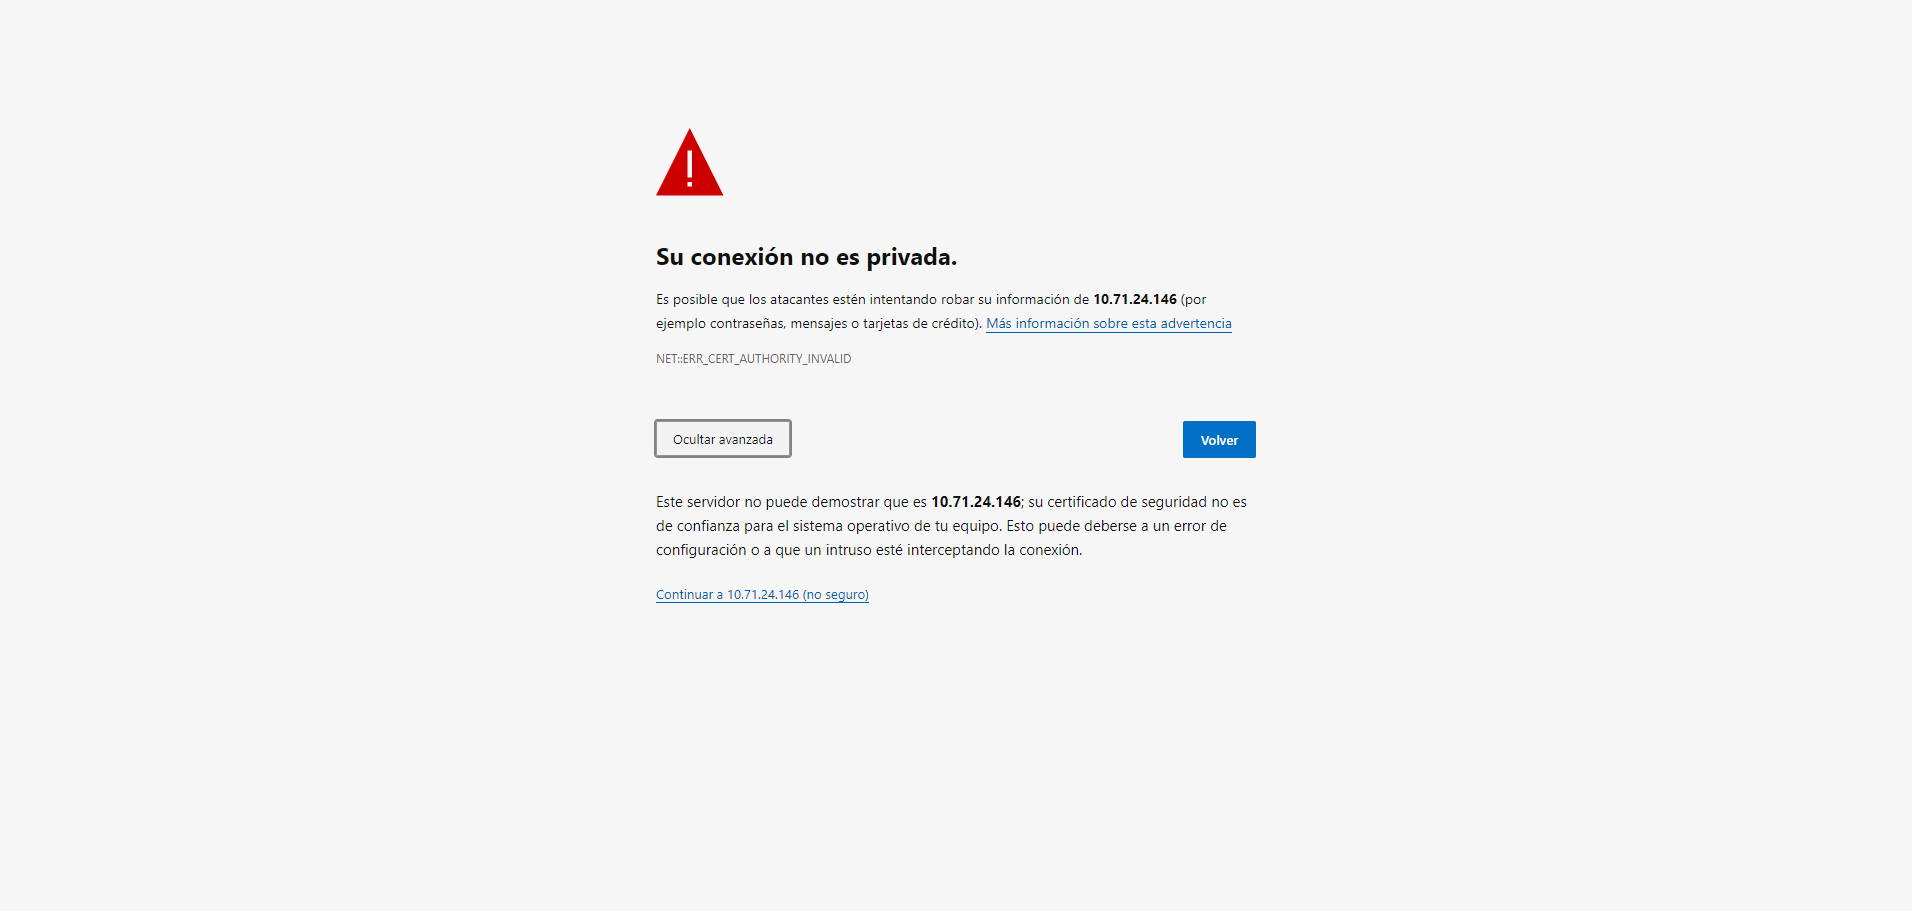 Su conexión no es privada.
Es posible que los atacantes estén intentando robar su información de 10.71.24.146 (por
ejemplo contraseñas, mensajes o tarjetas de crédito). Más información sobre esta advertencia
NET::ERR_CERT_AUTHORITY_INVALID
Ocultar avanzada
Volver
Este servidor no puede demostrar que es 10.71.24.146; su certificado de seguridad no es
de confianza para el sistema operativo de tu equipo. Esto puede deberse a un error de
configuración o a que un intruso esté interceptando la conexión.
Continuar a 10.71.24.146 (no seguro)